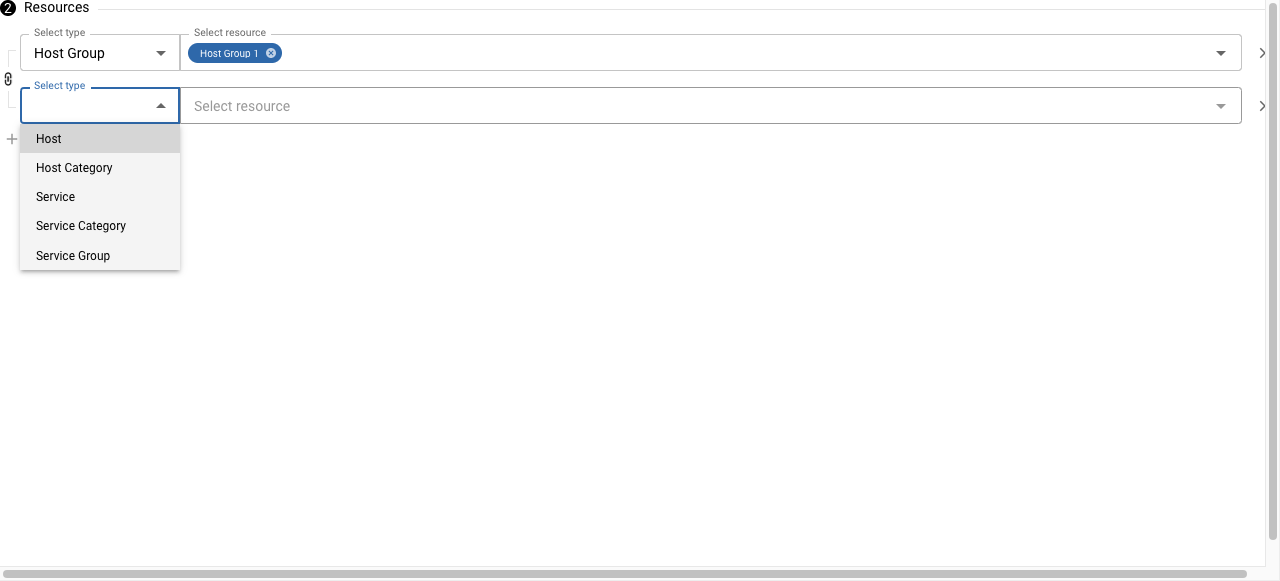 2 Resources
Select type
Select resource
Host Group
Host Group 1
Select type
Select resource
Host
Host Category
Service
Service Category
Service Group